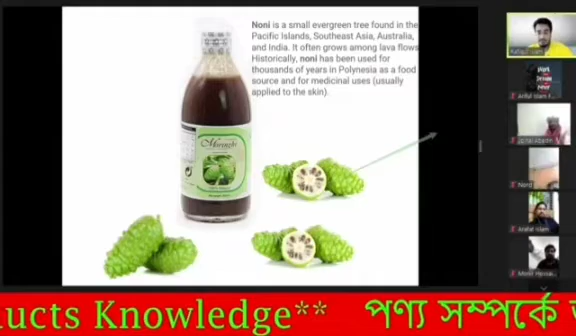 Noni is a small evergreen tree found in the
Pacific Islands, Southeast Asia, Australia,
and India. It often grows among lava flows
Historically, noni has been used for
thousands of years in Polynesia as a food
source and for medicinal uses (usually
applied to the skin).
ucts Knowledge** পণ্য সম্পর্কে